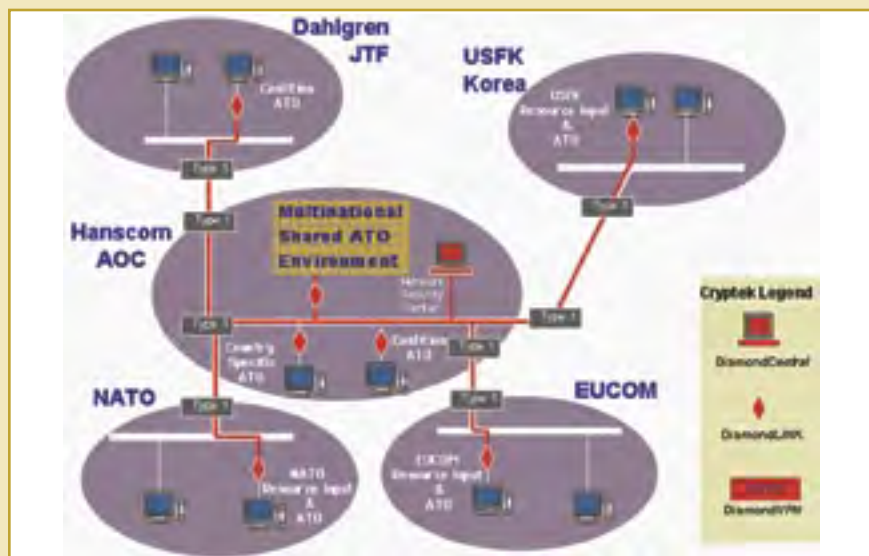 Dahlgren
JTF
Coalition
ATO
USFK
Korea
USFK
Resource Input
&
ATO
Type 1
Type 1
Type 1
Hanscom
AOC
Multinational
Shared ATO
Environment
Network
Security
Center
Type 1
Type 1
Type 1
Country
Specific
ATO
Coalition
ATO
NATO
Type 1
Type 1
EUCOM
NATO
Resource Input
&
ATO
EUCOM
Resource Input
&
ATO
Cryptek Legend
DiamondCentral
DiamondLINK
DiamondVPN